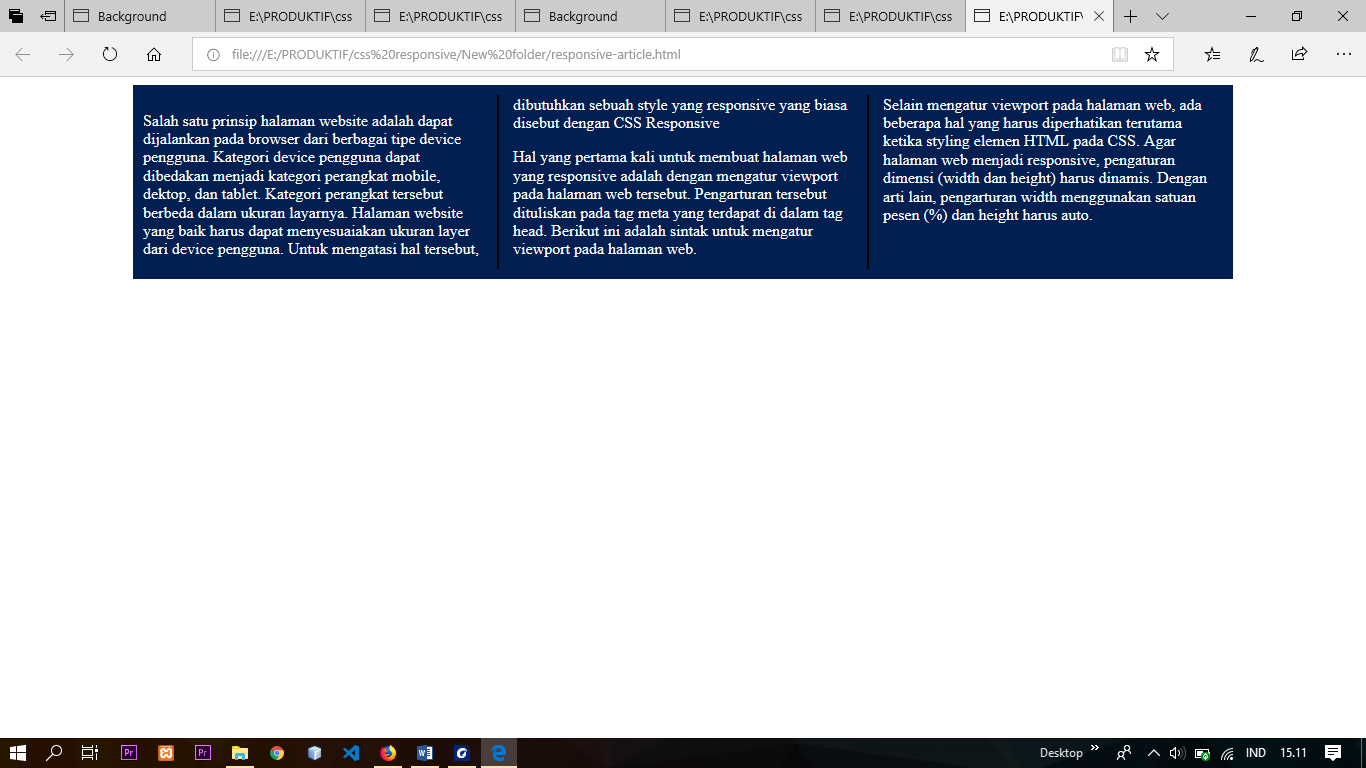 Background
E:\PRODUKTIF\css
E:\PRODUKTIF\css
Background
E:\PRODUKTIF\css
E:\PRODUKTIF\css
E:\PRODUKTIF\
file:///E:/PRODUKTIF/css%20responsive/New%20folder/responsive-article.html
Salah satu prinsip halaman website adalah dapat
dijalankan pada browser dari berbagai tipe device
pengguna. Kategori device pengguna dapat
dibedakan menjadi kategori perangkat mobile,
dektop, dan tablet. Kategori perangkat tersebut
berbeda dalam ukuran layarnya. Halaman website
yang baik harus dapat menyesuaiakan ukuran layer
dari device pengguna. Untuk mengatasi hal tersebut,
dibutuhkan sebuah style yang responsive yang biasa
disebut dengan CSS Responsive
Hal yang pertama kali untuk membuat halaman web
yang responsive adalah dengan mengatur viewport
pada halaman web tersebut. Pengarturan tersebut
dituliskan pada tag meta yang terdapat di dalam tag
head. Berikut ini adalah sintak untuk mengatur
viewport pada halaman web.
Selain mengatur viewport pada halaman web, ada
beberapa hal yang harus diperhatikan terutama
ketika styling elemen HTML pada CSS. Agar
halaman web menjadi responsive, pengaturan
dimensi (width dan height) harus dinamis. Dengan
arti lain, pengarturan width menggunakan satuan
pesen (%) dan height harus auto.
Pr
Pr
Desktop
IND
15.11